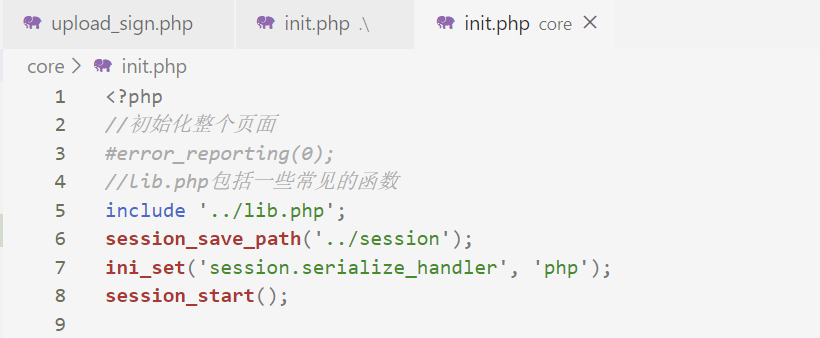 upload_sign.php init.php .\ init.php core ×
core > init.php
1 <?php
2 //初始化整个页面
3 #error_reporting(0);
4 //lib.php包括一些常见的函数
5 include '../lib.php';
6 session_save_path('../session');
7 ini_set('session.serialize_handler', 'php');
8 session_start();
9